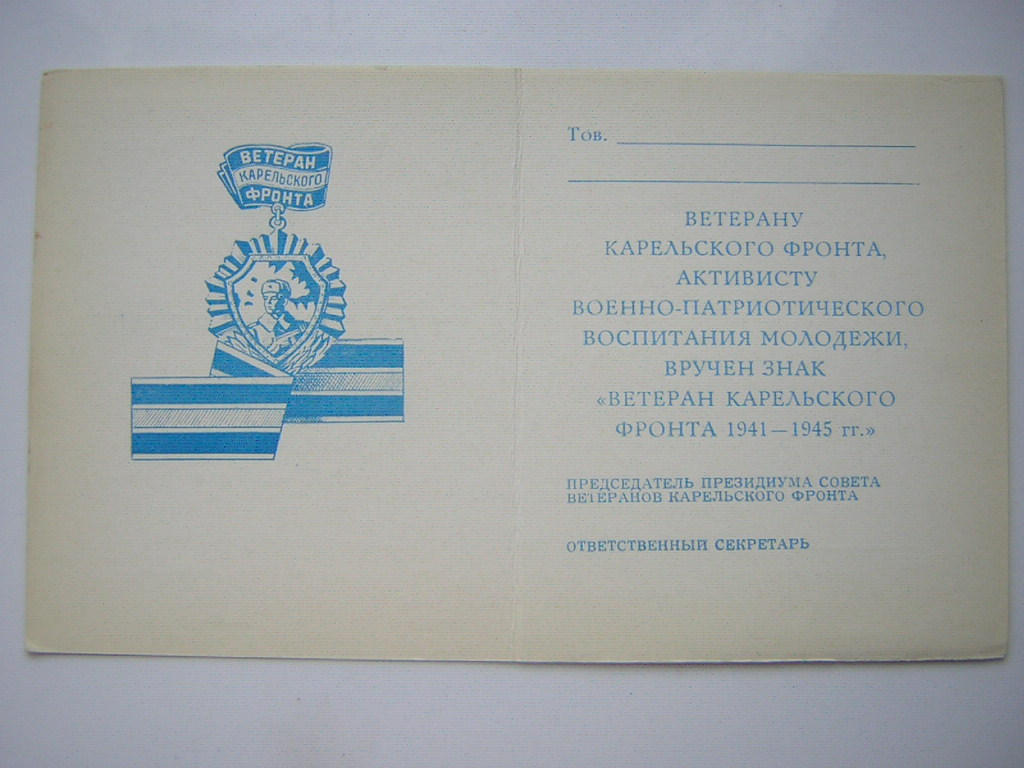 ВЕТЕРАН
КАРЕЛЬСКОГО
ФРОНТА
Тов.
ВЕТЕРАНУ
КАРЕЛЬСКОГО ФРОНТА,
АКТИВИСТУ
ВОЕННО-ПАТРИОТИЧЕСКОГО
ВОСПИТАНИЯ МОЛОДЕЖИ,
ВРУЧЕН ЗНАК
«ВЕТЕРАН КАРЕЛЬСКОГО
ФРОНТА 1941—1945 гг.»
ПРЕДСЕДАТЕЛЬ ПРЕЗИДИУМА СОВЕТА
ВЕТЕРАНОВ КАРЕЛЬСКОГО ФРОНТА
ОТВЕТСТВЕННЫЙ СЕКРЕТАРЬ